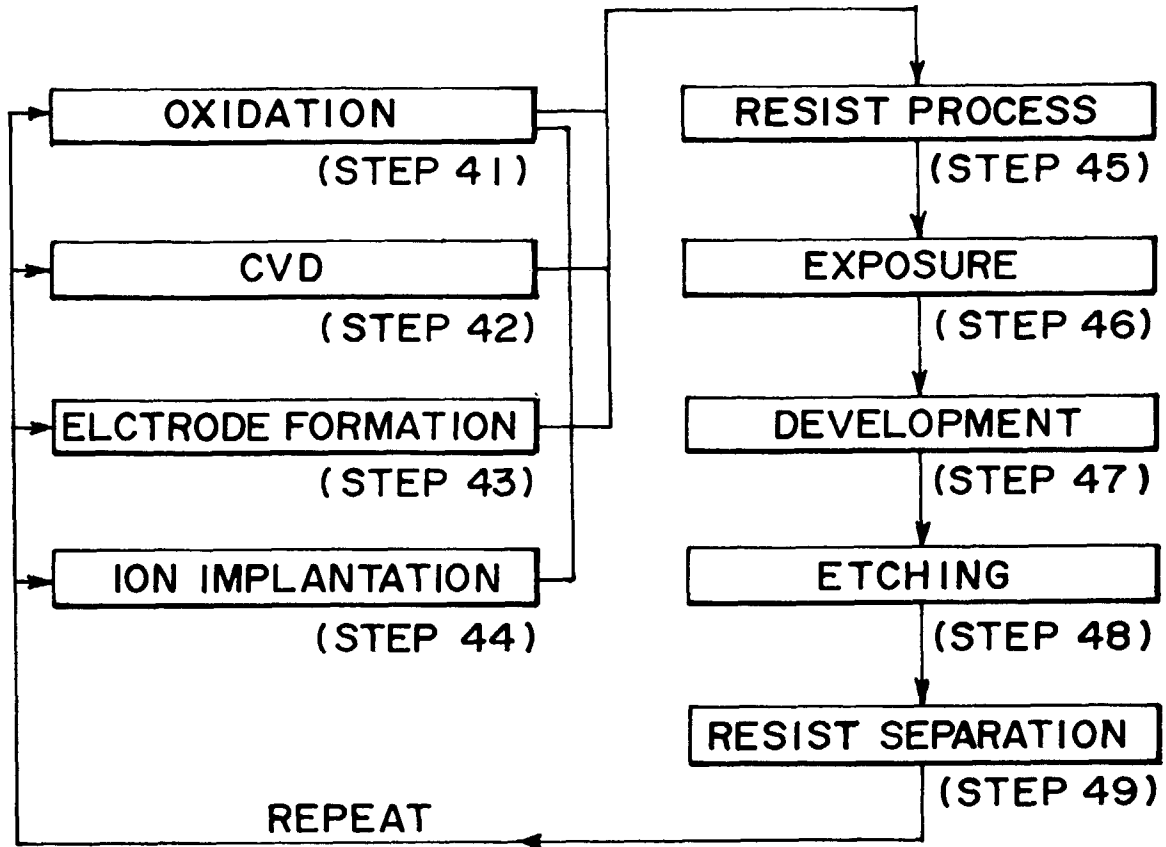 OXIDATION
(STEP 41)
CVD
(STEP 42)
ELCTRODE FORMATION
(STEP 43)
ION IMPLANTATION
(STEP 44)
RESIST PROCESS
(STEP 45)
EXPOSURE
(STEP 46)
DEVELOPMENT
(STEP 47)
ETCHING
(STEP 48)
RESIST SEPARATION
(STEP 49)
REPEAT